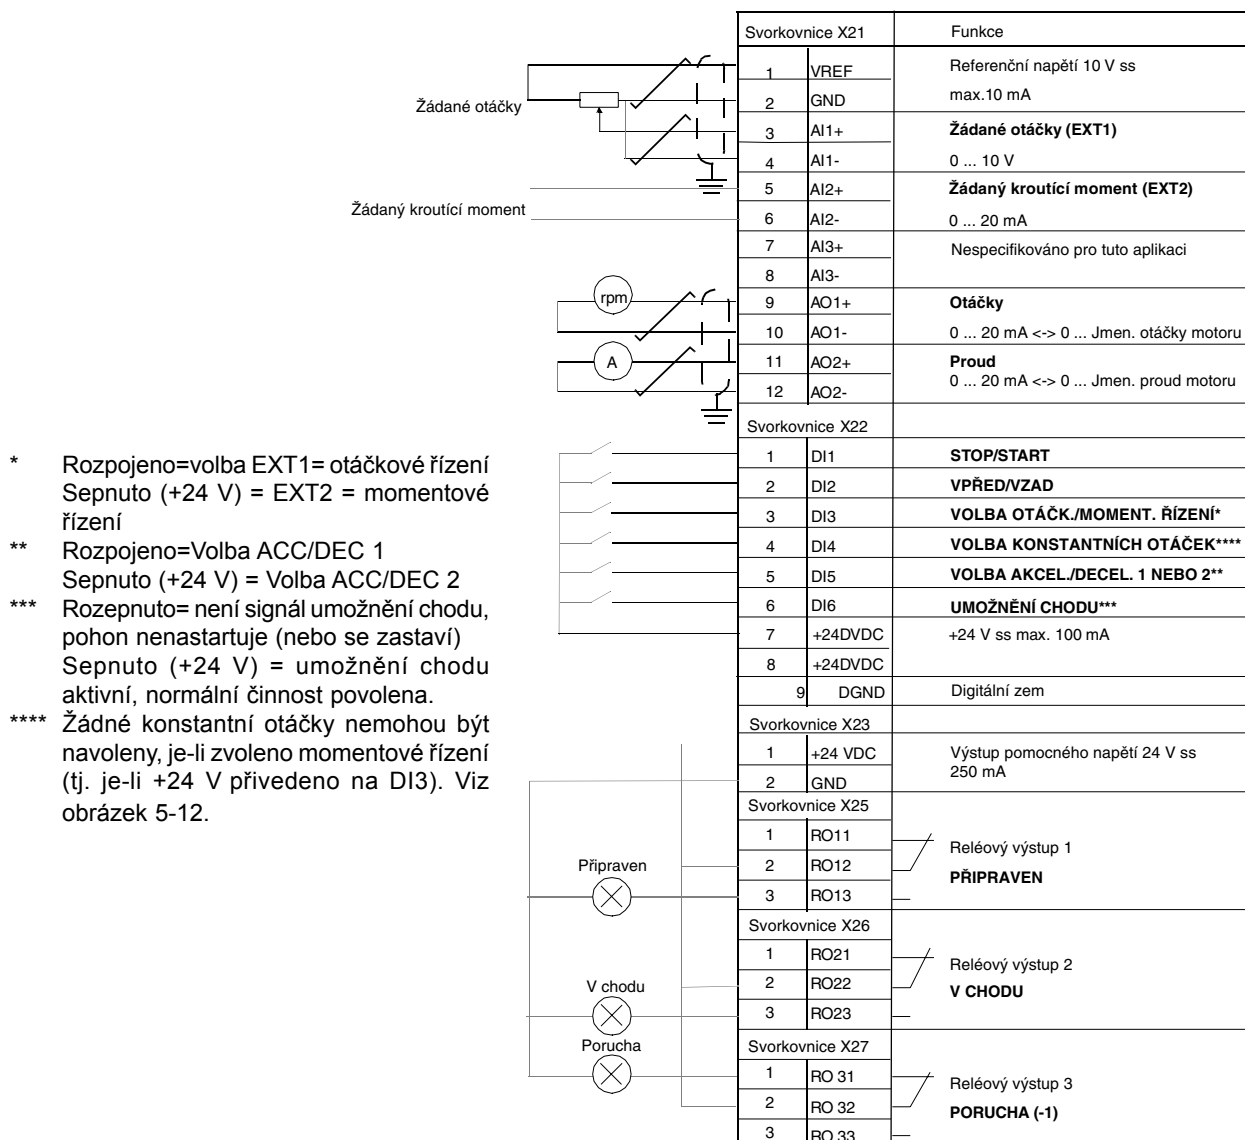 Svorkovnice X21 Funkce
1 VREF Referenční napětí 10 V ss
2 GND max.10 mA
Žádané otáčky
3 AI1+ Žádané otáčky (EXT1)
4 AI1- 0 ... 10 V
5 AI2+ Žádaný kroutící moment (EXT2)
Žádaný kroutící moment
6 AI2- 0 ... 20 mA
7 AI3+ Nespecifikováno pro tuto aplikaci
8 AI3-
rpm
9 AO1+ Otáčky
10 AO1- 0 ... 20 mA <-> 0 ... Jmen. otáčky motoru
A
11 AO2+ Proud
12 AO2- 0 ... 20 mA <-> 0 ... Jmen. proud motoru
Svorkovnice X22
1 DI1 STOP/START
2 DI2 VPŘED/VZAD
3 DI3 VOLBA OTÁČK./MOMENT. ŘÍZENÍ*
4 DI4 VOLBA KONSTANTNÍCH OTÁČEK****
5 DI5 VOLBA AKCEL./DECEL. 1 NEBO 2**
6 DI6 UMOŽNĚNÍ CHODU***
7 +24DVDC +24 V ss max. 100 mA
8 +24DVDC
9 DGND Digitální zem
Svorkovnice X23
1 +24 VDC Výstup pomocného napětí 24 V ss
2 GND 250 mA
Svorkovnice X25
1 RO11 Reléový výstup 1
2 RO12 PŘIPRAVEN
3 RO13
Připraven
Svorkovnice X26
1 RO21 Reléový výstup 2
2 RO22 V CHODU
3 RO23
V chodu
Porucha
Svorkovnice X27
1 RO 31 Reléový výstup 3
2 RO 32 PORUCHA (-1)
3 RO 33
* Rozpojeno=volba EXT1= otáčkové řízení
Sepnuto (+24 V) = EXT2 = momentové
řízení
** Rozpojeno=Volba ACC/DEC 1
Sepnuto (+24 V) = Volba ACC/DEC 2
*** Rozepnuto= není signál umožnění chodu,
pohon nenastartuje (nebo se zastaví)
Sepnuto (+24 V) = umožnění chodu
aktivní, normální činnost povolena.
**** Žádné konstantní otáčky nemohou být
navoleny, je-li zvoleno momentové řízení
(tj. je-li +24 V přivedeno na DI3). Viz
obrázek 5-12.